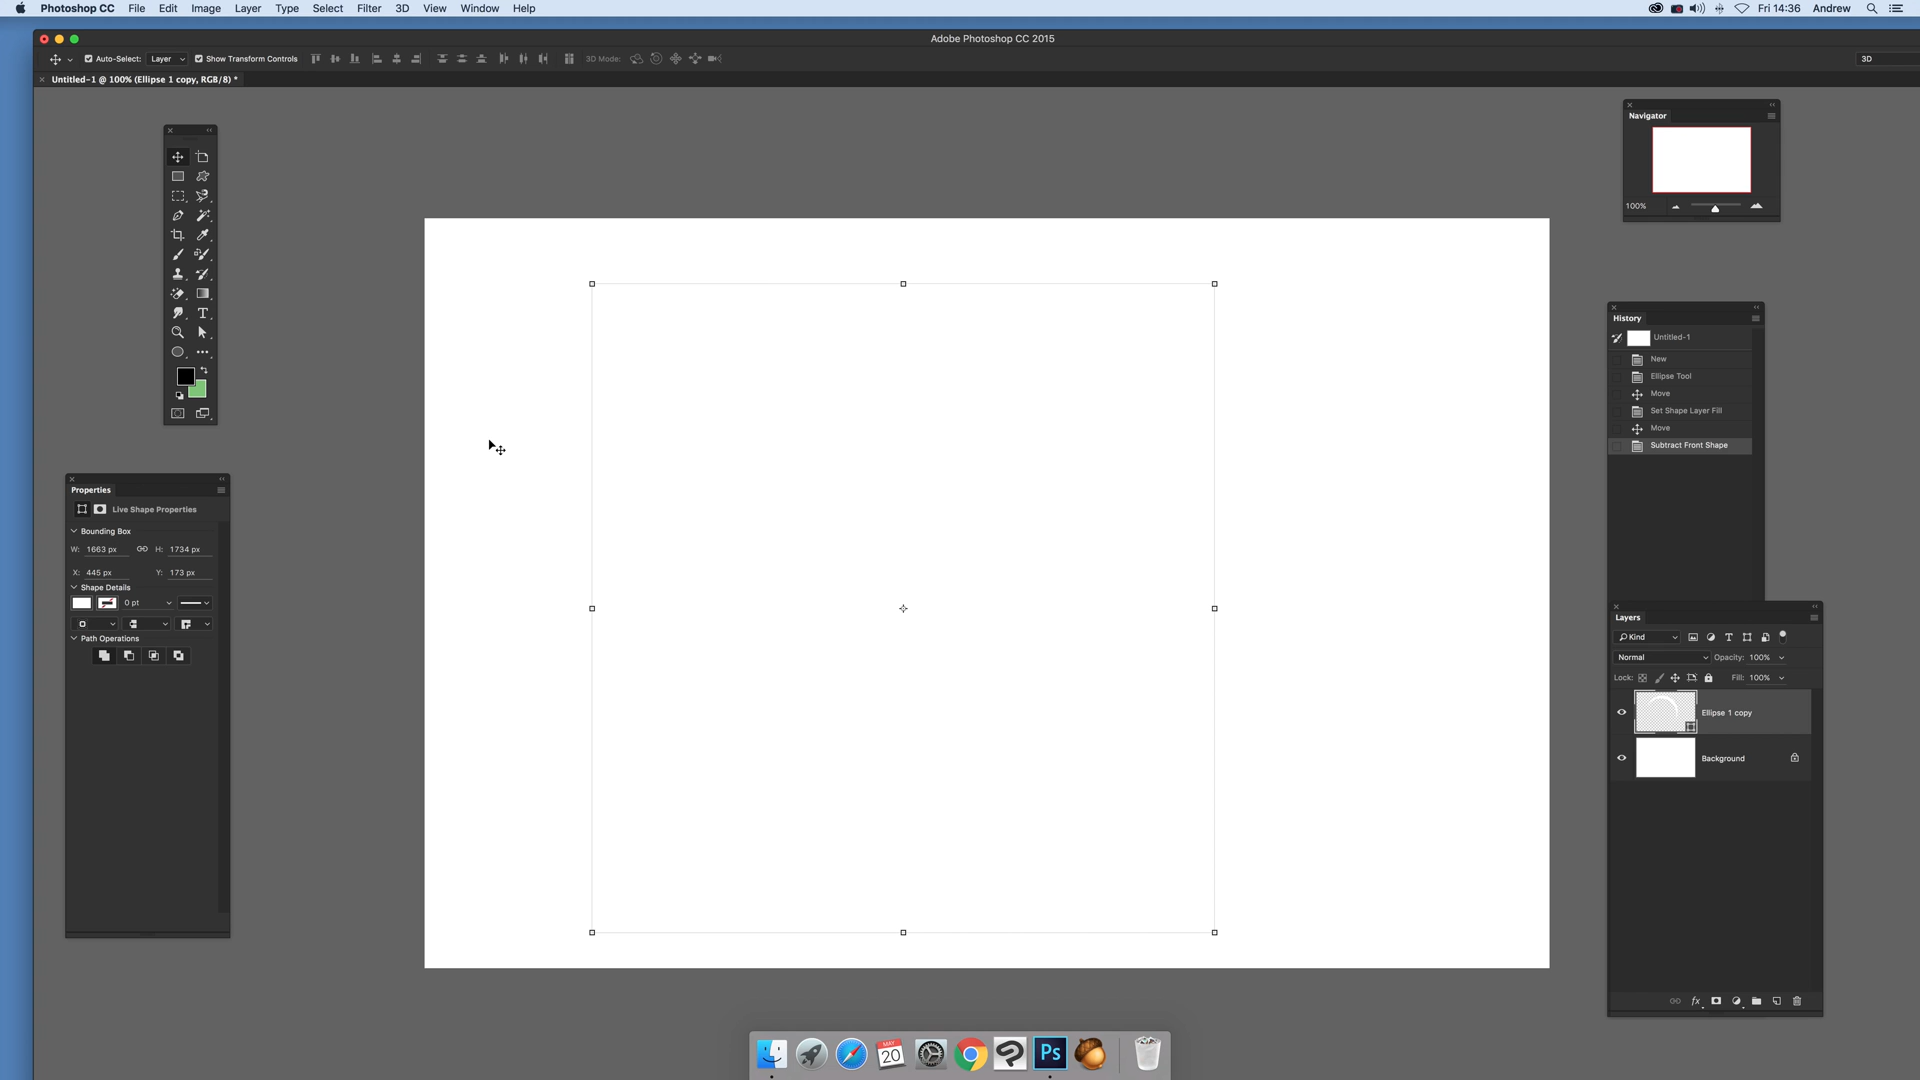 Photoshop CC File Edit Image Layer Type Select Filter 3D View Window Help Fri 14:36 Andrew
Adobe Photoshop CC 2015
Auto-Select: Layer Show Transform Controls 3D Mode: 3D
Untitled-1 @ 100% (Ellipse 1 copy, RGB/8) *
Navigator
100%
History
Untitled-1
New
Ellipse Tool
Move
Set Shape Layer Fill
Move
Subtract Front Shape
T
Properties
Live Shape Properties
Bounding Box
W: 1663 px H: 1734 px
X: 445 px Y: 173 px
Shape Details
0 pt
Path Operations
Layers
Kind T
Normal Opacity: 100%
Lock: Fill: 100%
Ellipse 1 copy
Background
fx
MAY
20
Ps